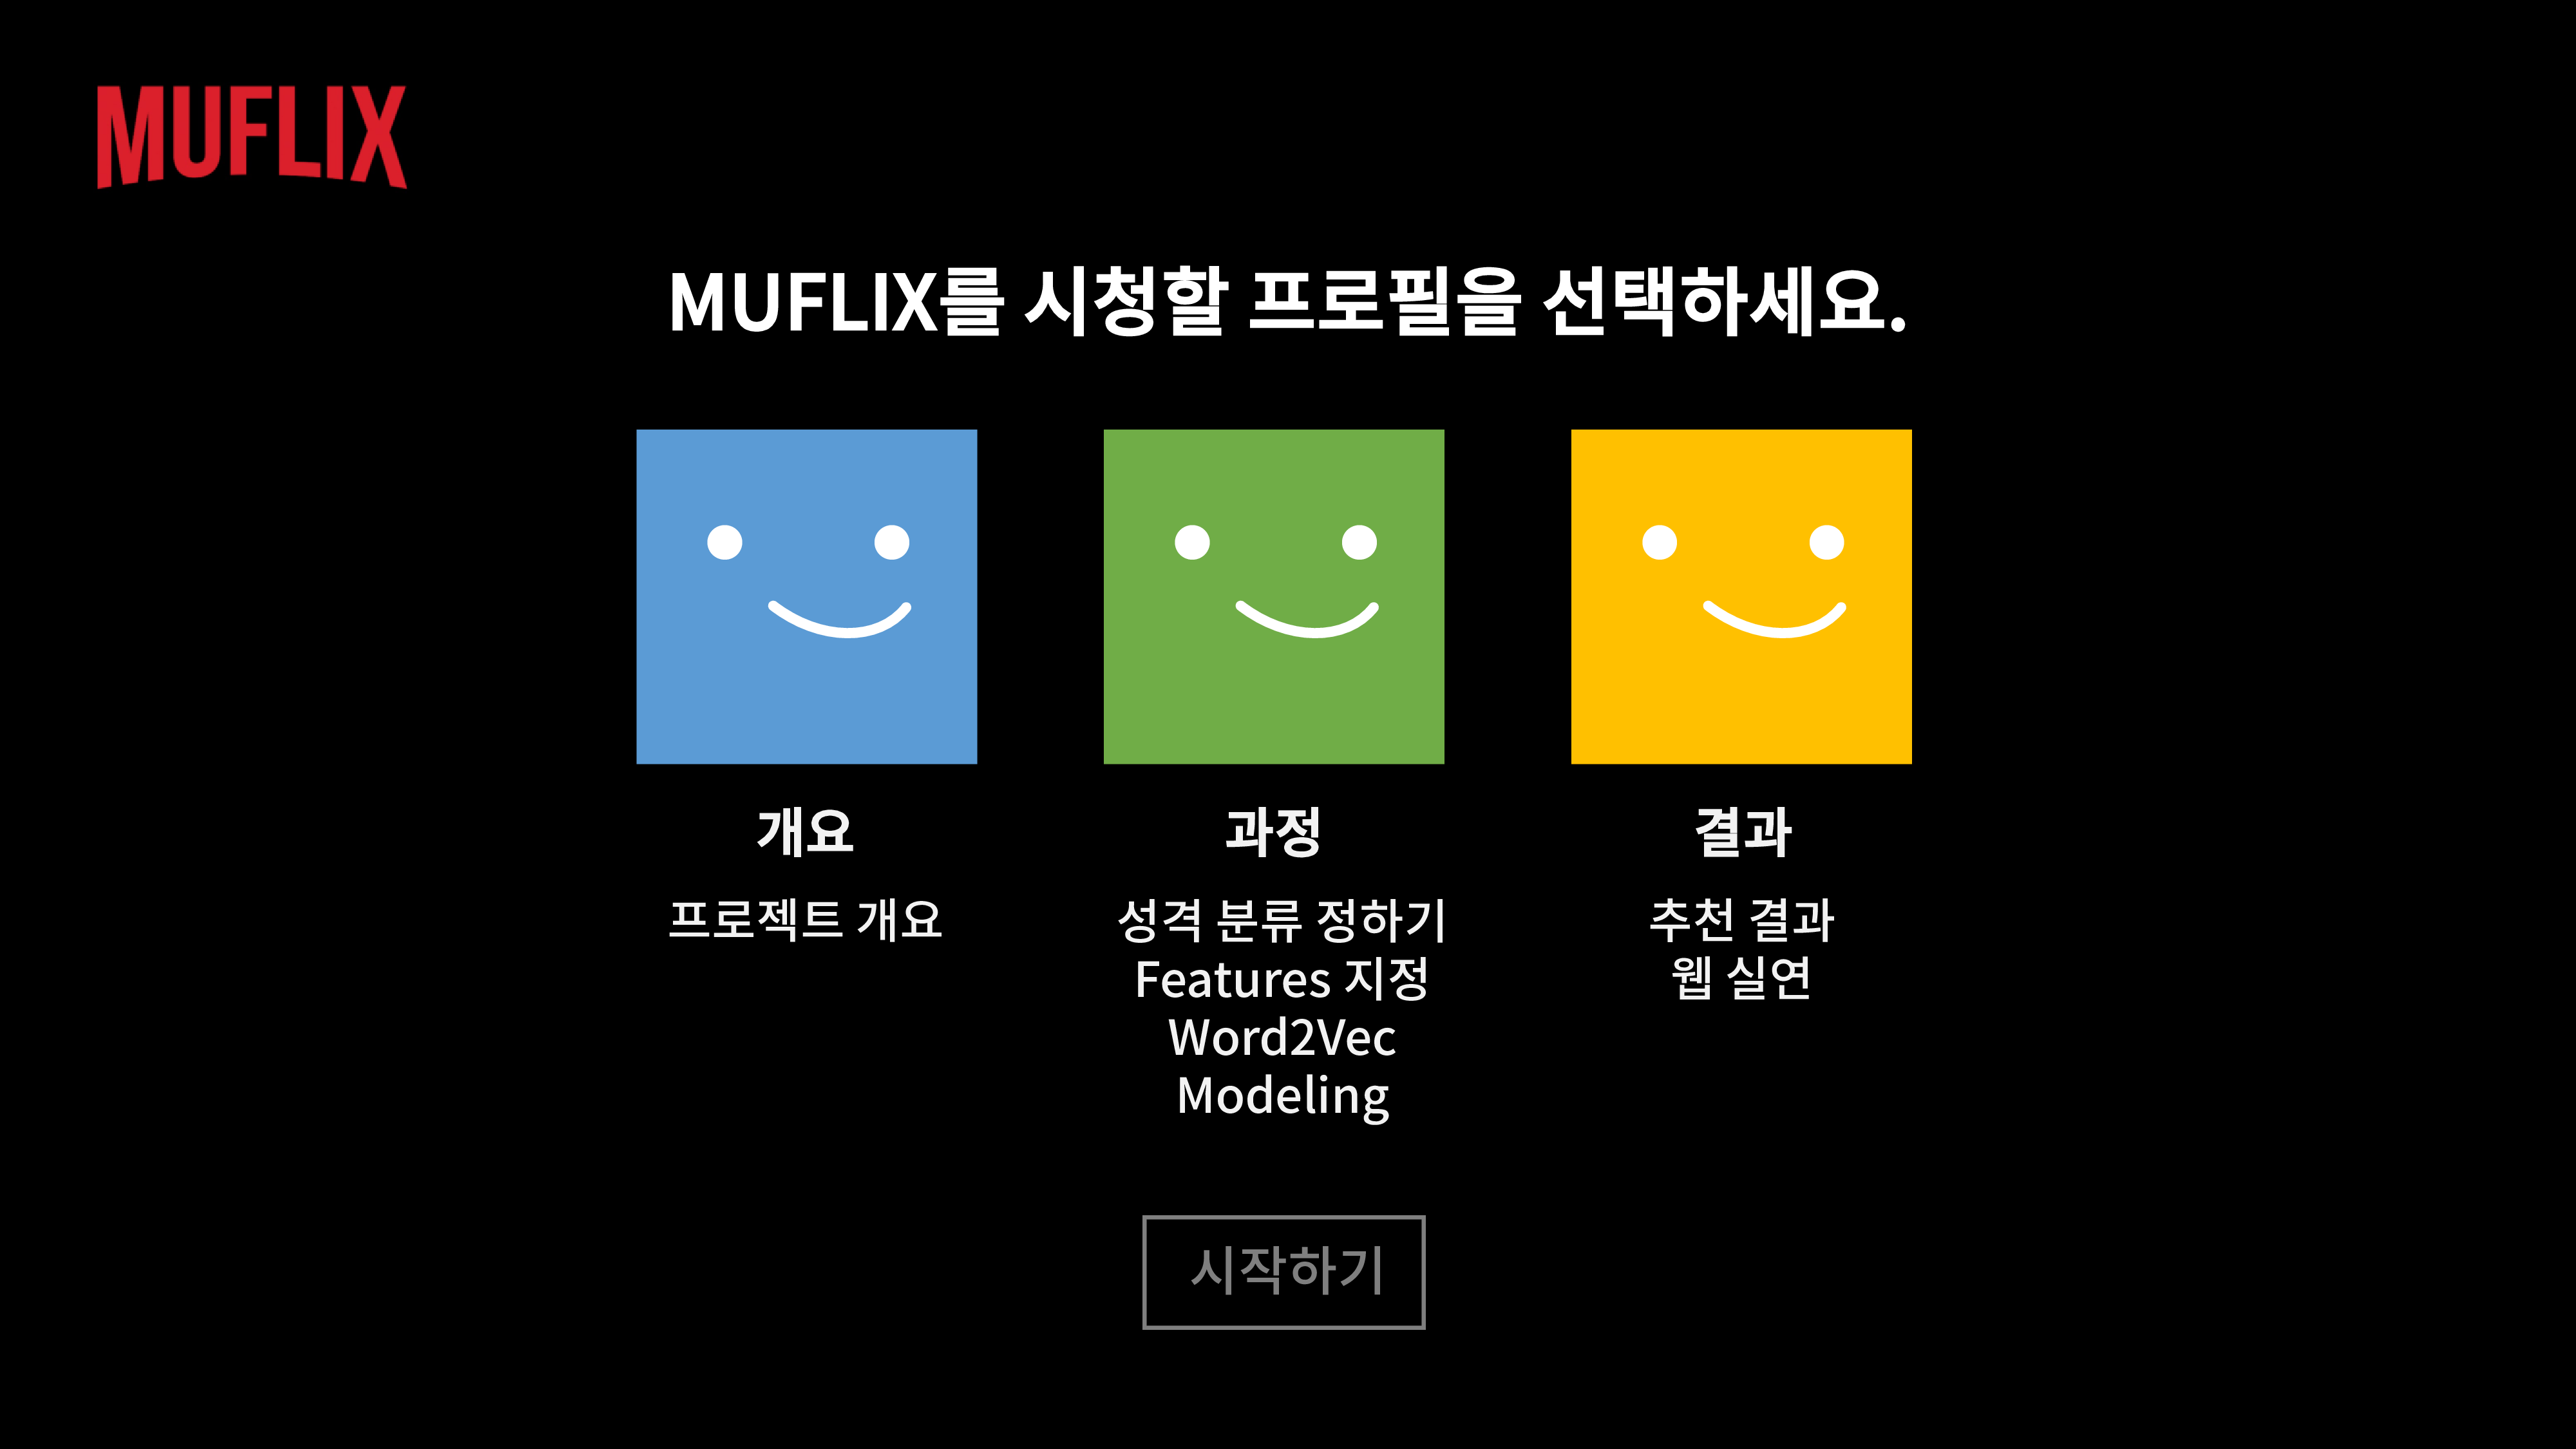 MUFLIX
MUFLIX를 시청할 프로필을 선택하세요.
개요
프로젝트 개요
과정
성격 분류 정하기
Features 지정
Word2Vec
Modeling
결과
추천 결과
웹 실연
시작하기